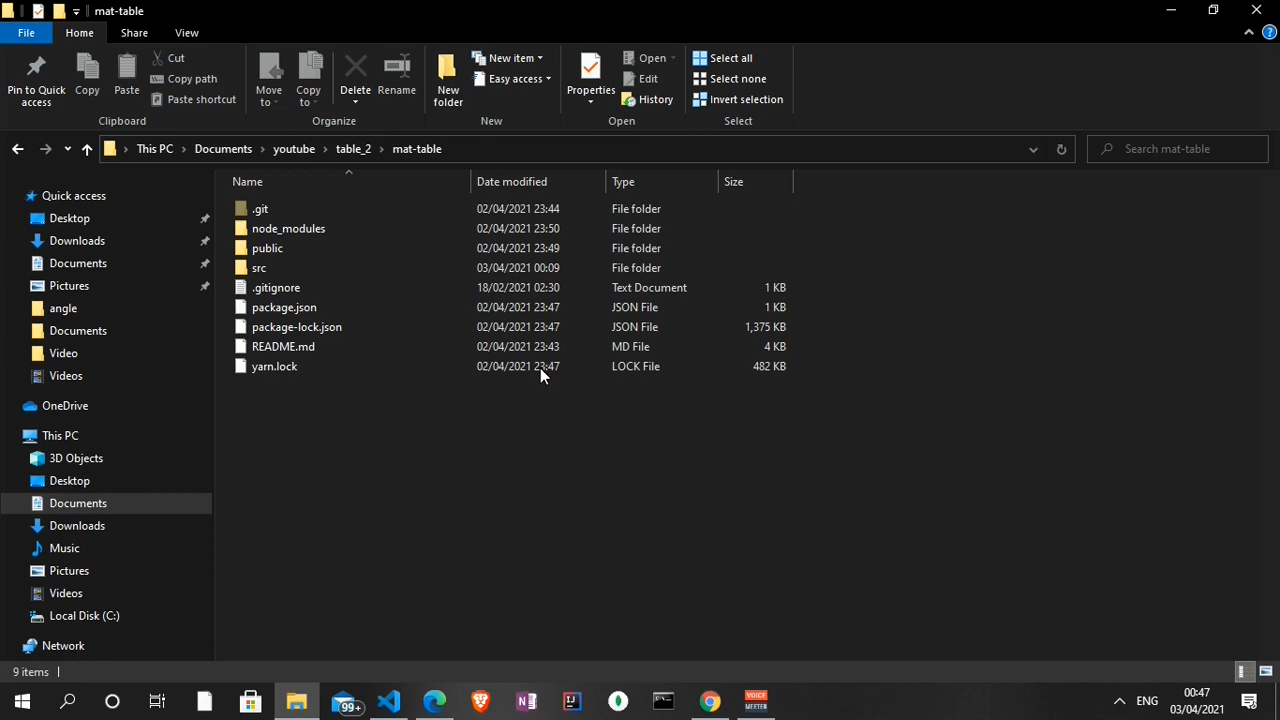 mat-table
File Home Share View
Pin to Quick access
Copy
Paste
Cut
Copy path
Paste shortcut
Clipboard
Move to
Copy to
Delete
Rename
Organize
New folder
New item
Easy access
New
Properties
Open
Edit
History
Open
Select all
Select none
Invert selection
Select
This PC > Documents > youtube > table_2 > mat-table
Search mat-table
Name Date modified Type Size
.git 02/04/2021 23:44 File folder
node_modules 02/04/2021 23:50 File folder
public 02/04/2021 23:49 File folder
src 03/04/2021 00:09 File folder
.gitignore 18/02/2021 02:30 Text Document 1 KB
package.json 02/04/2021 23:47 JSON File 1 KB
package-lock.json 02/04/2021 23:47 JSON File 1,375 KB
README.md 02/04/2021 23:43 MD File 4 KB
yarn.lock 02/04/2021 23:47 LOCK File 482 KB
Quick access
Desktop
Downloads
Documents
Pictures
angle
Documents
Video
Videos
OneDrive
This PC
3D Objects
Desktop
Documents
Downloads
Music
Pictures
Videos
Local Disk (C:)
Network
9 items
99+
VOICE MEETER
ENG
00:47
03/04/2021